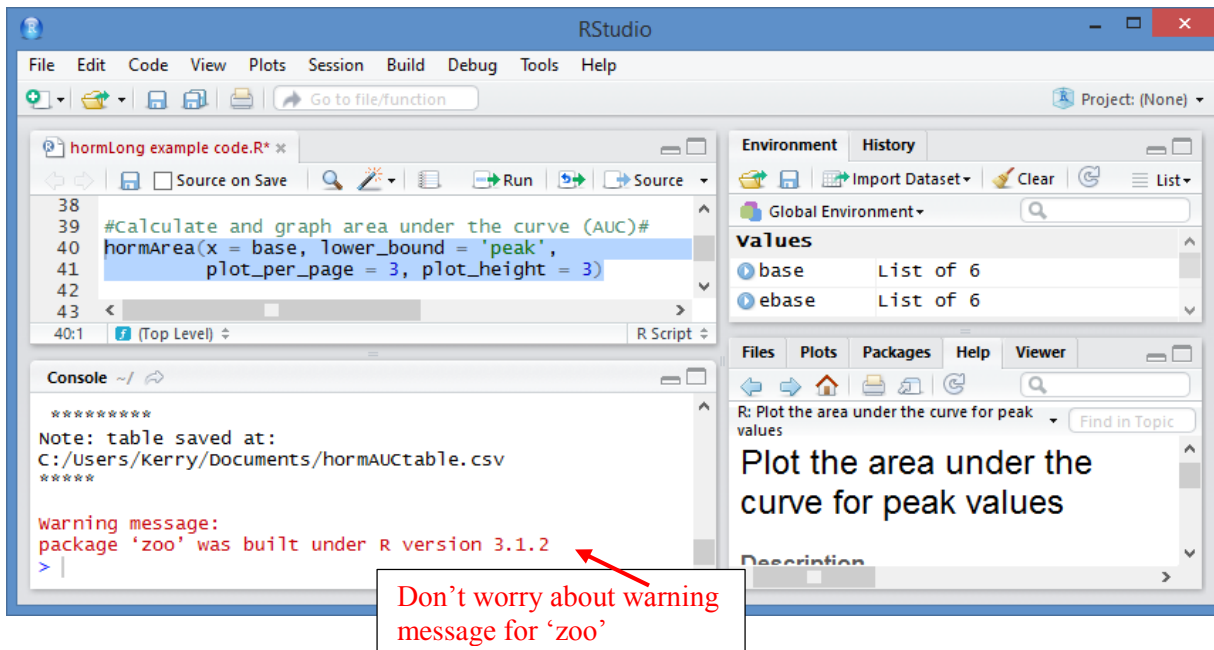 RStudio
File Edit Code View Plots Session Build Debug Tools Help
Go to file/function
Project: (None)
hormLong example code.R*
Source on Save
Run
Source
38
39 #Calculate and graph area under the curve (AUC)#
40 hormArea(x = base, lower_bound = 'peak',
41 plot_per_page = 3, plot_height = 3)
42
43
40:1 (Top Level)
R Script
Console ~/
*********
Note: table saved at:
C:/Users/Kerry/Documents/hormAUCtable.csv
*****
Warning message:
package ‘zoo’ was built under R version 3.1.2
>
Environment History
Import Dataset
Clear
List
Global Environment
Values
base List of 6
ebase List of 6
Files Plots Packages Help Viewer
R: Plot the area under the curve for peak
values
Find in Topic
Plot the area under the
curve for peak values
Description
Don’t worry about warning
message for ‘zoo’